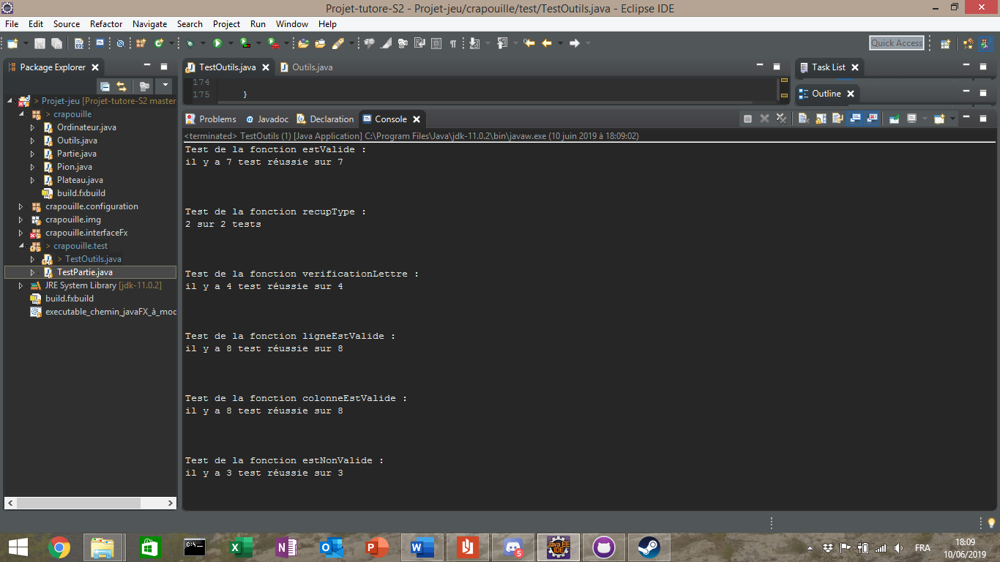 Projet-tutore-S2 - Projet-jeu/crapouille/test/TestOutils.java - Eclipse IDE
File Edit Source Refactor Navigate Search Project Run Window Help
Quick Access
Package Explorer
TestOutils.java
Outils.java
Task List
174
175 }
Outline
> Projet-jeu [Projet-tutore-S2 master
> crapouille
Ordinateur.java
Outils.java
Partie.java
Pion.java
Plateau.java
build.fxbuild
crapouille.configuration
crapouille.img
crapouille.interfaceFx
> crapouille.test
> TestOutils.java
TestPartie.java
JRE System Library [jdk-11.0.2]
build.fxbuild
executable_chemin_javaFX_à_moc
Problems @ Javadoc Declaration Console
<terminated> TestOutils (1) [Java Application] C:\Program Files\Java\jdk-11.0.2\bin\javaw.exe (10 juin 2019 à 18:09:02)
Test de la fonction estValide :
il y a 7 test réussie sur 7
Test de la fonction recupType :
2 sur 2 tests
Test de la fonction verificationLettre :
il y a 4 test réussie sur 4
Test de la fonction ligneEstValide :
il y a 8 test réussie sur 8
Test de la fonction colonneEstValide :
il y a 8 test réussie sur 8
Test de la fonction estNonValide :
il y a 3 test réussie sur 3
C:\_
5
Java EE
IDE
FRA
18:09
10/06/2019